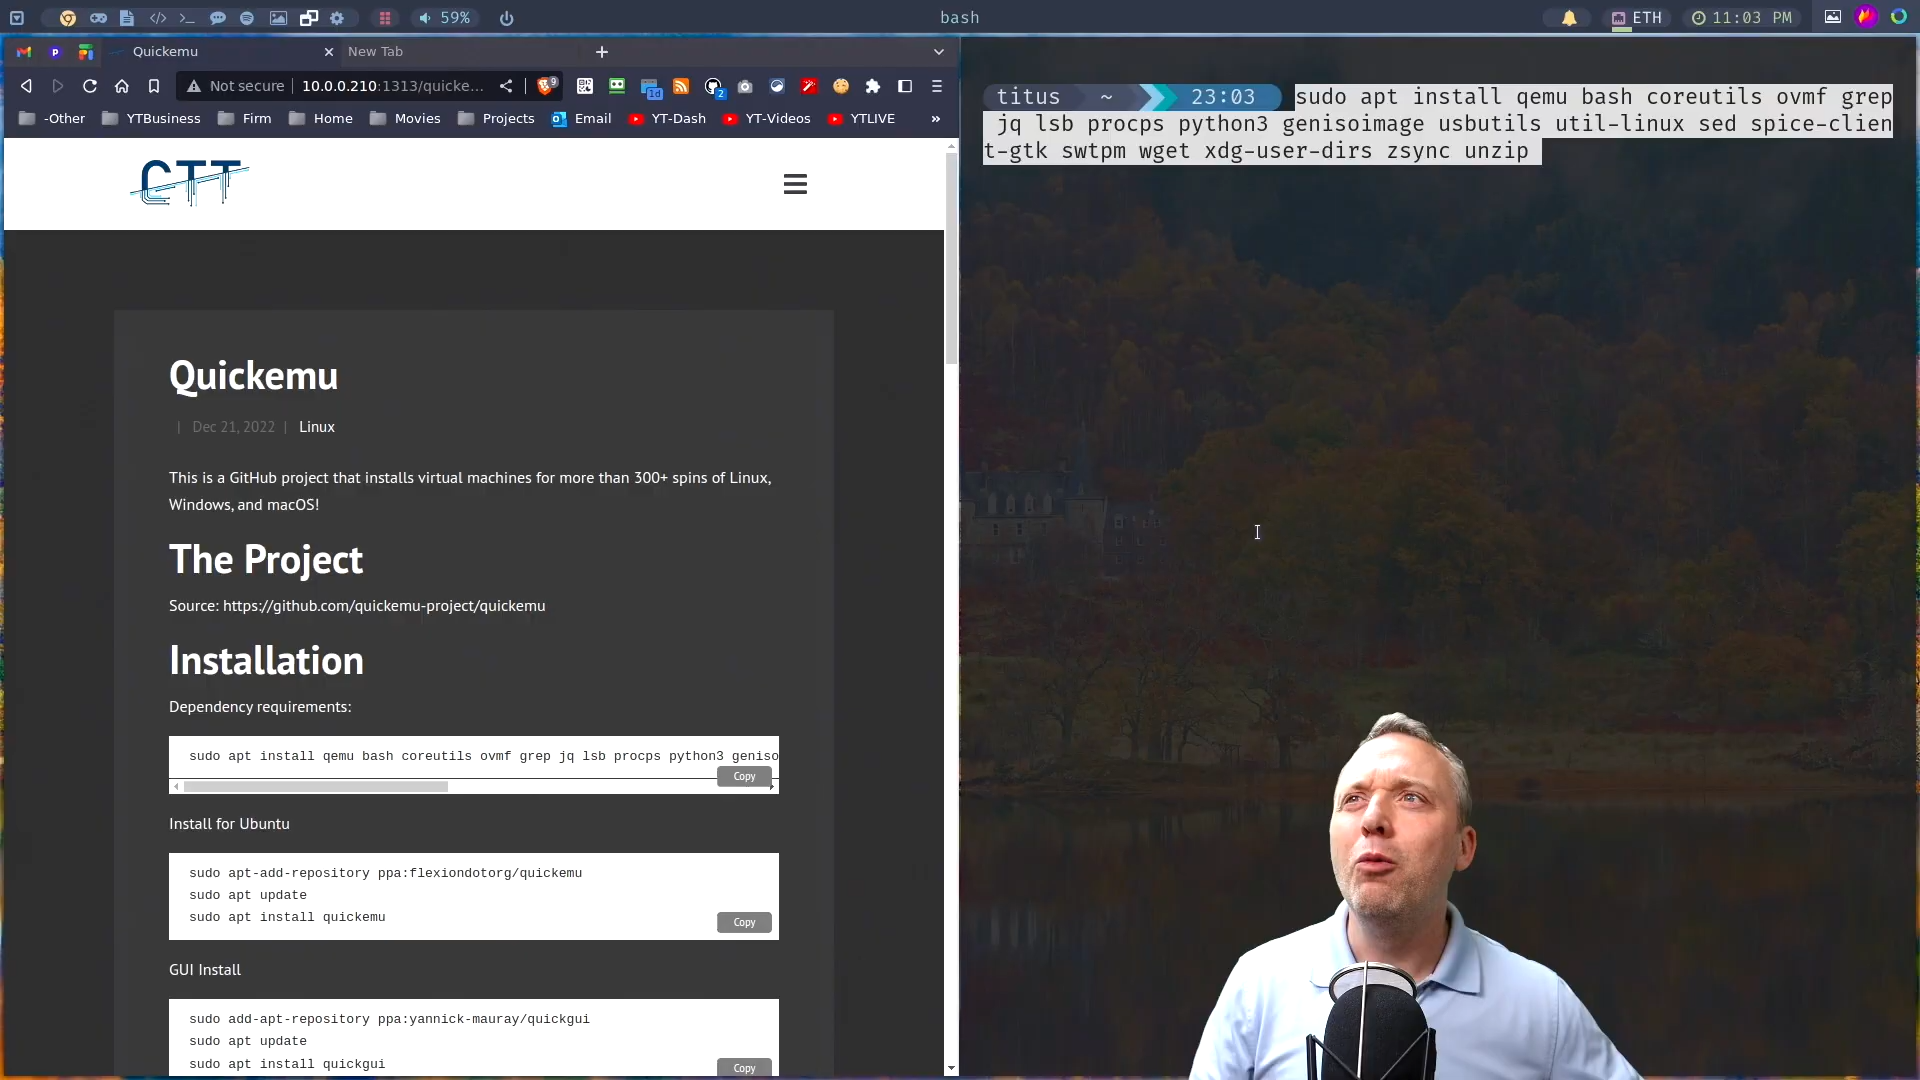 59%
bash
ETH
11:03 PM
Quickemu
New Tab
Not secure
10.0.0.210:1313/quicke...
9
1d
2
-Other
YTBusiness
Firm
Home
Movies
Projects
Email
YT-Dash
YT-Videos
YTLIVE
»
CTT
Quickemu
| Dec 21, 2022 | Linux
This is a GitHub project that installs virtual machines for more than 300+ spins of Linux,
Windows, and macOS!
The Project
Source: https://github.com/quickemu-project/quickemu
Installation
Dependency requirements:
sudo apt install qemu bash coreutils ovmf grep jq lsb procps python3 geniso
Copy
Install for Ubuntu
sudo apt-add-repository ppa:flexiondotorg/quickemu
sudo apt update
sudo apt install quickemu
Copy
GUI Install
sudo add-apt-repository ppa:yannick-mauray/quickgui
sudo apt update
sudo apt install quickgui
Copy
titus ~ 23:03 sudo apt install qemu bash coreutils ovmf grep
jq lsb procps python3 genisoimage usbutils util-linux sed spice-clien
t-gtk swtpm wget xdg-user-dirs zsync unzip